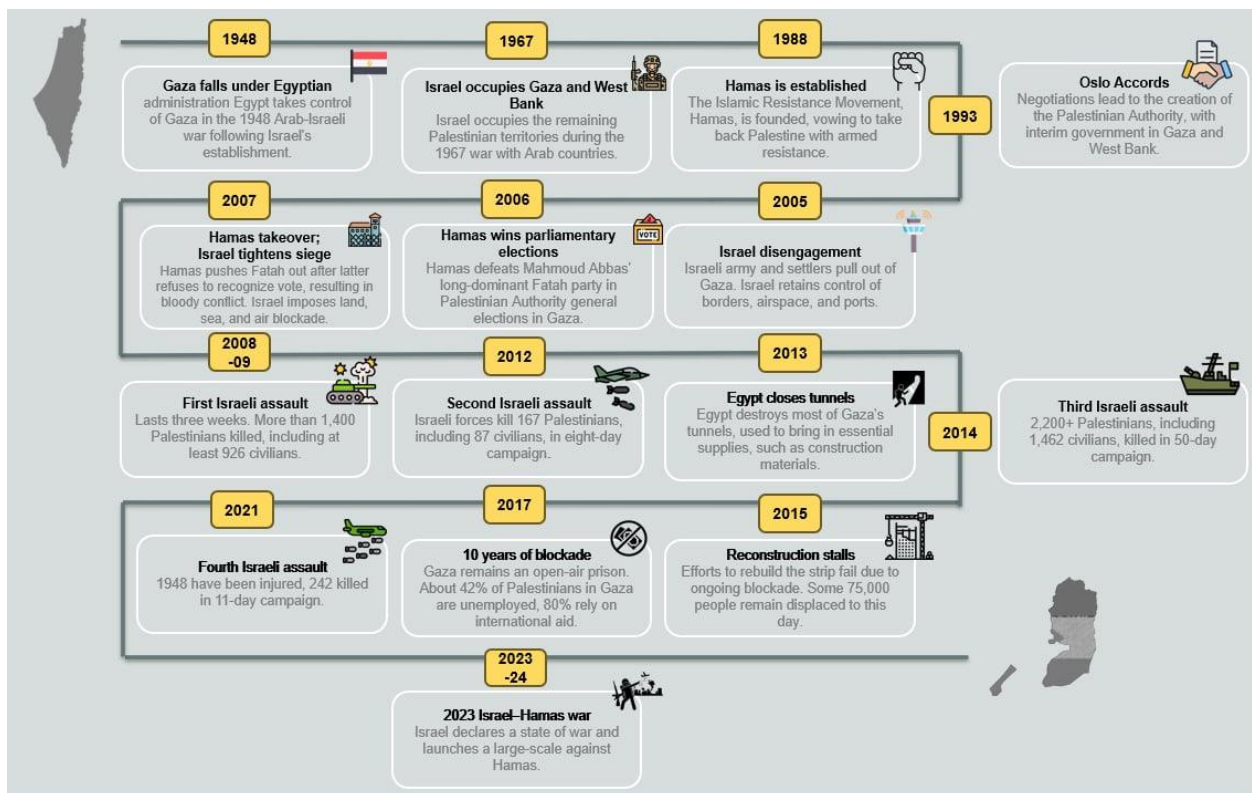 1948
Gaza falls under Egyptian
administration Egypt takes control
of Gaza in the 1948 Arab-Israeli
war following Israel's
establishment.
1967
Israel occupies Gaza and West
Bank
Israel occupies the remaining
Palestinian territories during the
1967 war with Arab countries.
1988
Hamas is established
The Islamic Resistance Movement,
Hamas, is founded, vowing to take
back Palestine with armed
resistance.
1993
Oslo Accords
Negotiations lead to the creation of
the Palestinian Authority, with
interim government in Gaza and
West Bank.
2007
Hamas takeover;
Israel tightens siege
Hamas pushes Fatah out after latter
refuses to recognize vote, resulting in
bloody conflict. Israel imposes land,
sea, and air blockade.
2006
VOTE
Hamas wins parliamentary
elections
Hamas defeats Mahmoud Abbas'
long-dominant Fatah party in
Palestinian Authority general
elections in Gaza.
2005
Israel disengagement
Israeli army and settlers pull out of
Gaza. Israel retains control of
borders, airspace, and ports.
2008
-09
First Israeli assault
Lasts three weeks. More than 1,400
Palestinians killed, including at
least 926 civilians.
2012
Second Israeli assault
Israeli forces kill 167 Palestinians,
including 87 civilians, in eight-day
campaign.
2013
Egypt closes tunnels
Egypt destroys most of Gaza's
tunnels, used to bring in essential
supplies, such as construction
materials.
2014
Third Israeli assault
2,200+ Palestinians, including
1,462 civilians, killed in 50-day
campaign.
2021
Fourth Israeli assault
1948 have been injured, 242 killed
in 11-day campaign.
2017
10 years of blockade
Gaza remains an open-air prison.
About 42% of Palestinians in Gaza
are unemployed, 80% rely on
international aid.
2015
Reconstruction stalls
Efforts to rebuild the strip fail due to
ongoing blockade. Some 75,000
people remain displaced to this
day.
2023
-24
2023 Israel–Hamas war
Israel declares a state of war and
launches a large-scale against
Hamas.